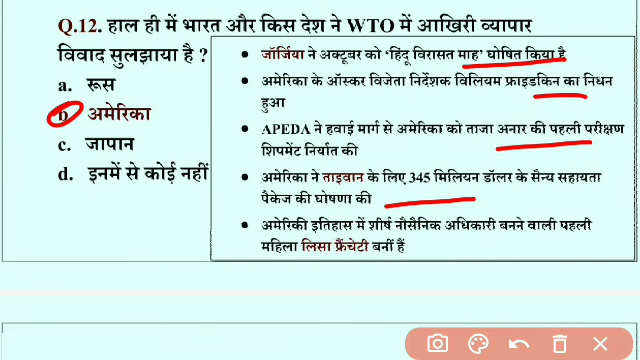 Q.12. हाल ही में भारत और किस देश ने WTO में आखिरी व्यापार
विवाद सुलझाया है ?
a. रूस
b. अमेरिका
c. जापान
d. इनमें से कोई नहीं
• जॉर्जिया ने अक्टूबर को ‘हिंदू विरासत माह’ घोषित किया है
• अमेरिका के ऑस्कर विजेता निर्देशक विलियम फ्राइडकिन का निधन
हुआ
• APEDA ने हवाई मार्ग से अमेरिका को ताजा अनार की पहली परीक्षण
शिपमेंट निर्यात की
• अमेरिका ने ताइवान के लिए 345 मिलियन डॉलर के सैन्य सहायता
पैकेज की घोषणा की
• अमेरिकी इतिहास में शीर्ष नौसैनिक अधिकारी बनने वाली पहली
महिला लिसा फ्रैंचेटी बनीं हैं